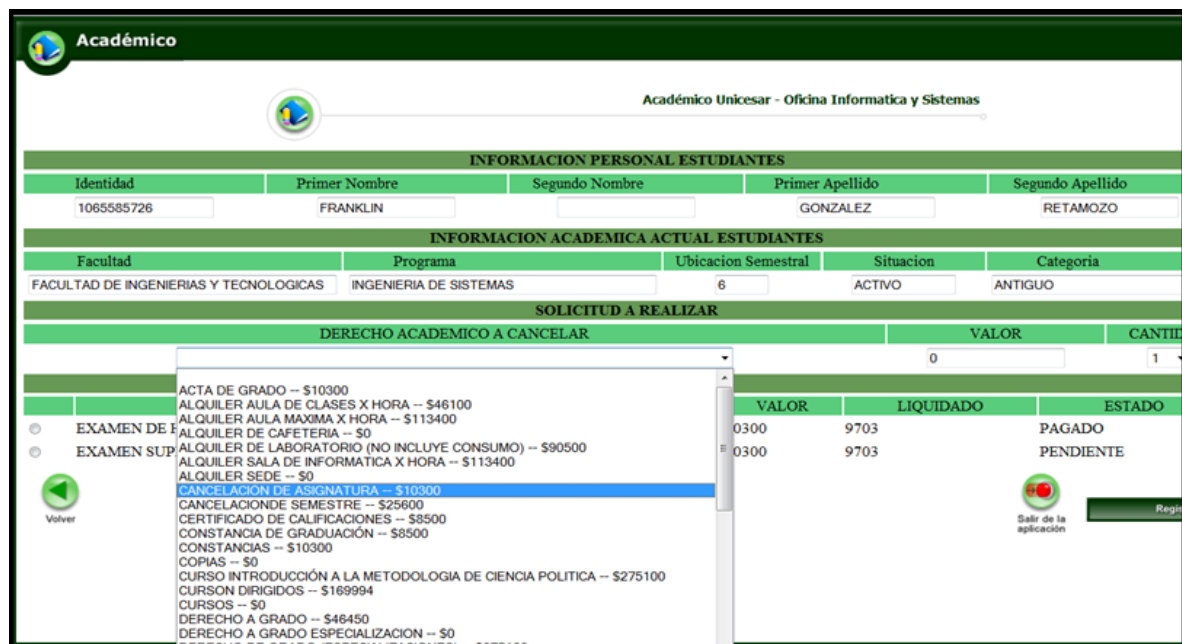 Académico
Académico Unicesar - Oficina Informatica y Sistemas
INFORMACION PERSONAL ESTUDIANTES
Identidad Primer Nombre Segundo Nombre Primer Apellido Segundo Apellido
1065585726 FRANKLIN GONZALEZ RETAMOZO
INFORMACION ACADEMICA ACTUAL ESTUDIANTES
Facultad Programa Ubicacion Semestral Situacion Categoria
FACULTAD DE INGENIERIAS Y TECNOLOGICAS INGENIERIA DE SISTEMAS 6 ACTIVO ANTIGUO
SOLICITUD A REALIZAR
DERECHO ACADEMICO A CANCELAR VALOR CANTID
0 1
ACTA DE GRADO -- $10300
ALQUILER AULA DE CLASES X HORA -- $46100
ALQUILER AULA MAXIMA X HORA -- $113400
ALQUILER DE CAFETERIA -- $0
ALQUILER DE LABORATORIO (NO INCLUYE CONSUMO) -- $90500
ALQUILER SALA DE INFORMATICA X HORA -- $113400
ALQUILER SEDE -- $0
CANCELACIÓN DE ASIGNATURA -- $10300
CANCELACIONDE SEMESTRE -- $25600
CERTIFICADO DE CALIFICACIONES -- $8500
CONSTANCIA DE GRADUACIÓN -- $8500
CONSTANCIAS -- $10300
COPIAS -- $0
CURSO INTRODUCCIÓN A LA METODOLOGIA DE CIENCIA POLITICA -- $275100
CURSON DIRIGIDOS -- $169994
CURSOS -- $0
DERECHO A GRADO -- $46450
DERECHO A GRADO ESPECIALIZACION -- $0
VALOR LIQUIDADO ESTADO
EXAMEN DE 0300 9703 PAGADO
EXAMEN SUP 0300 9703 PENDIENTE
Volver
Salir de la
aplicación
Regis